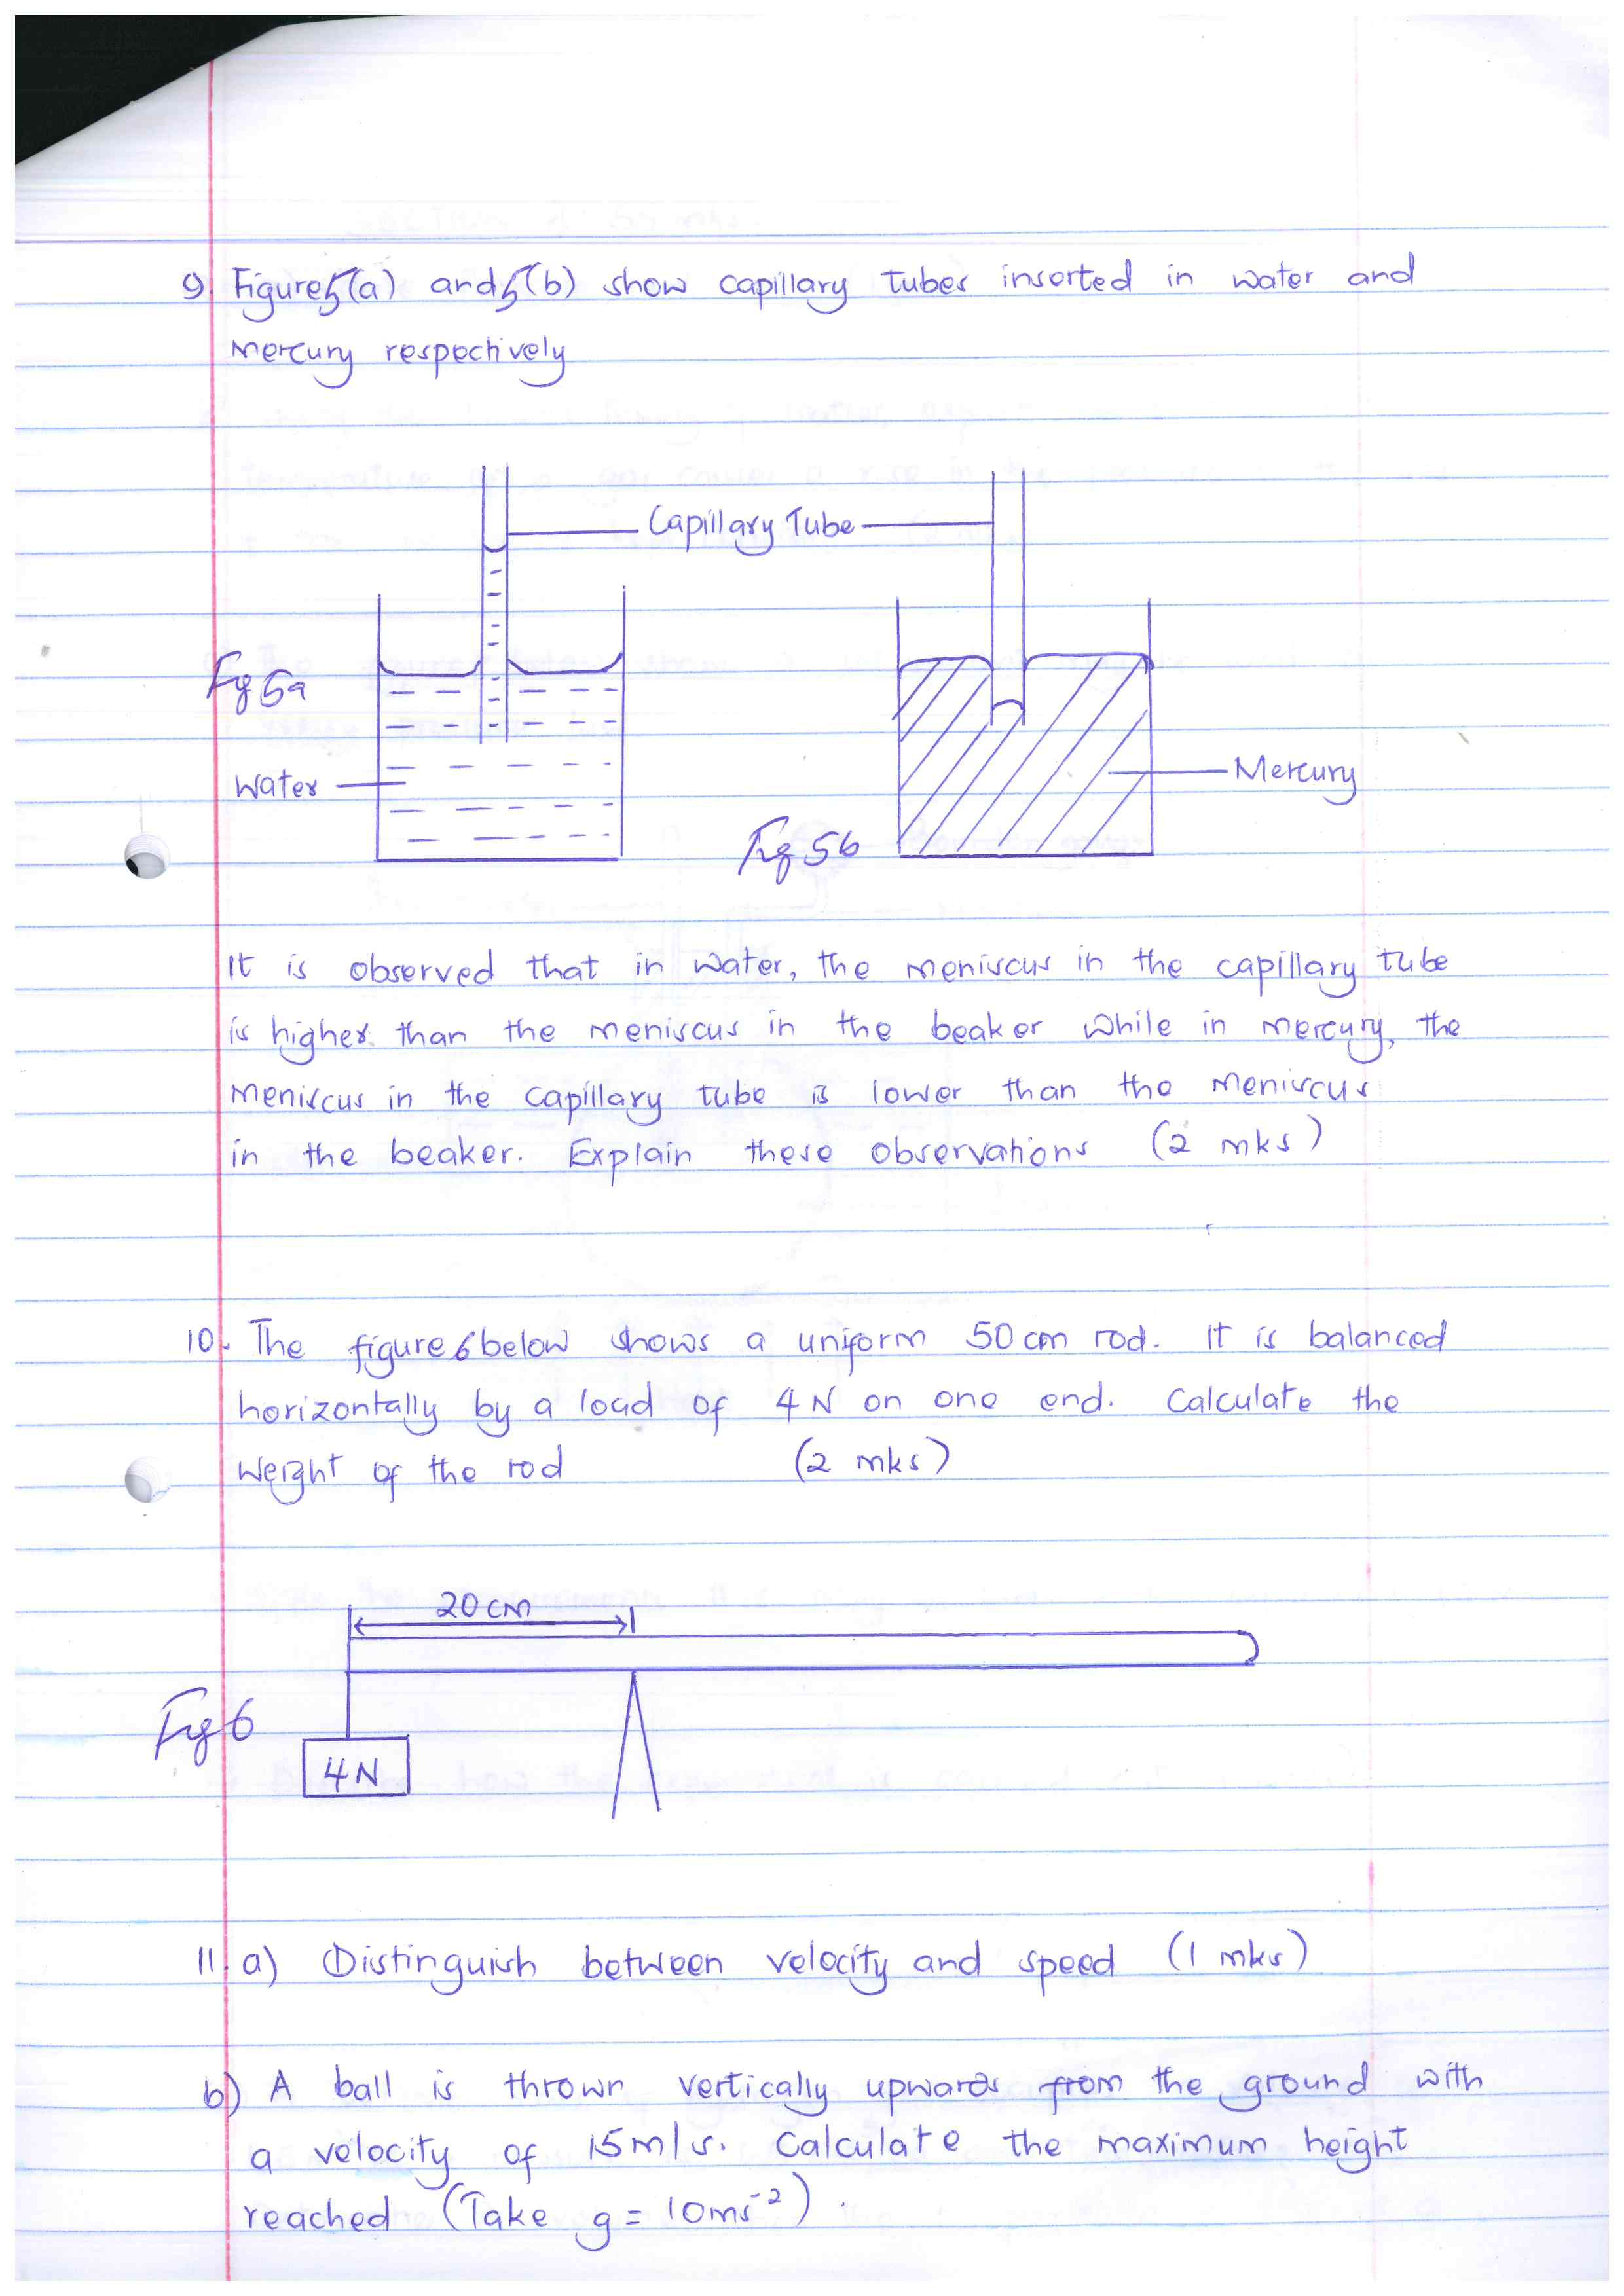 9. Figure 5(a) and 5(b) show capillary tubes inserted in water and
Mercury respectively
Capillary Tube
Fig 5a
Water
Mercury
Fig 5b
It is observed that in water, the meniscus in the capillary tube
is higher than the meniscus in the beaker while in mercury, the
meniscus in the capillary tube is lower than the meniscus
in the beaker. Explain these observations (2 mks)
10. The figure 6 below shows a uniform 50 cm rod. It is balanced
horizontally by a load of 4 N on one end. Calculate the
weight of the rod (2 mks)
20 cm
Fig 6
4N
11. a) Distinguish between velocity and speed (1 mks)
b) A ball is thrown vertically upwards from the ground with
a velocity of 15 m/s. Calculate the maximum height
reached (Take g = 10ms⁻²).